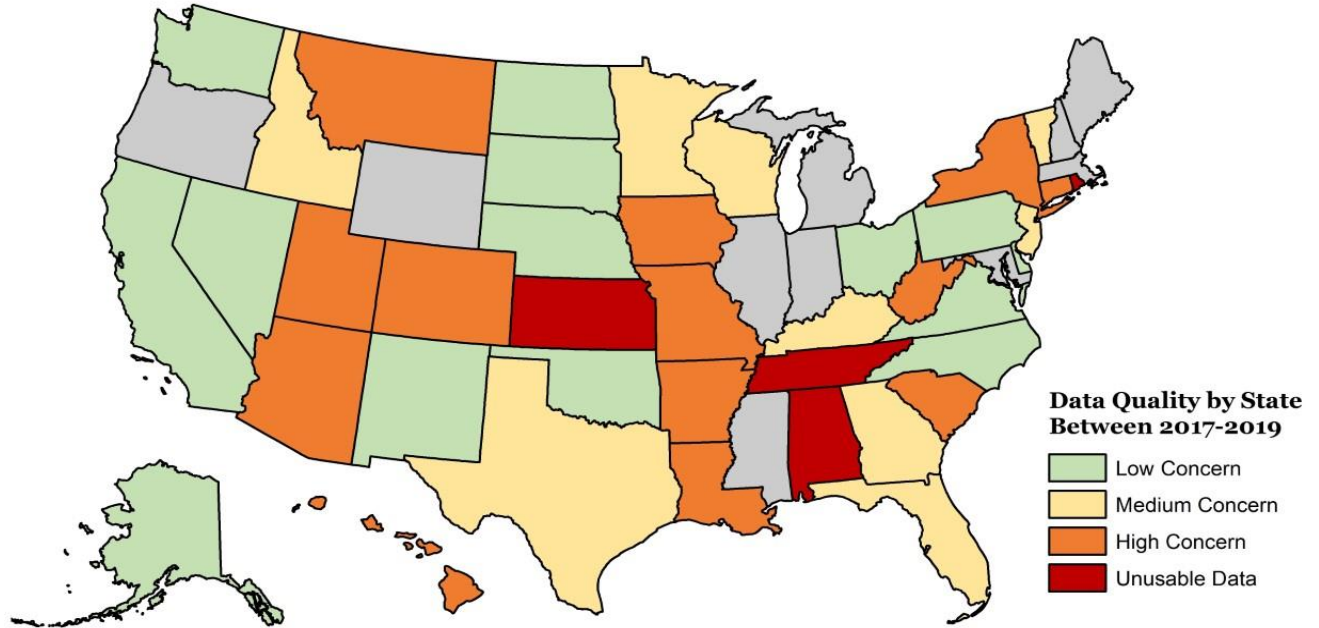 Data Quality by State
Between 2017-2019
Low Concern
Medium Concern
High Concern
Unusable Data